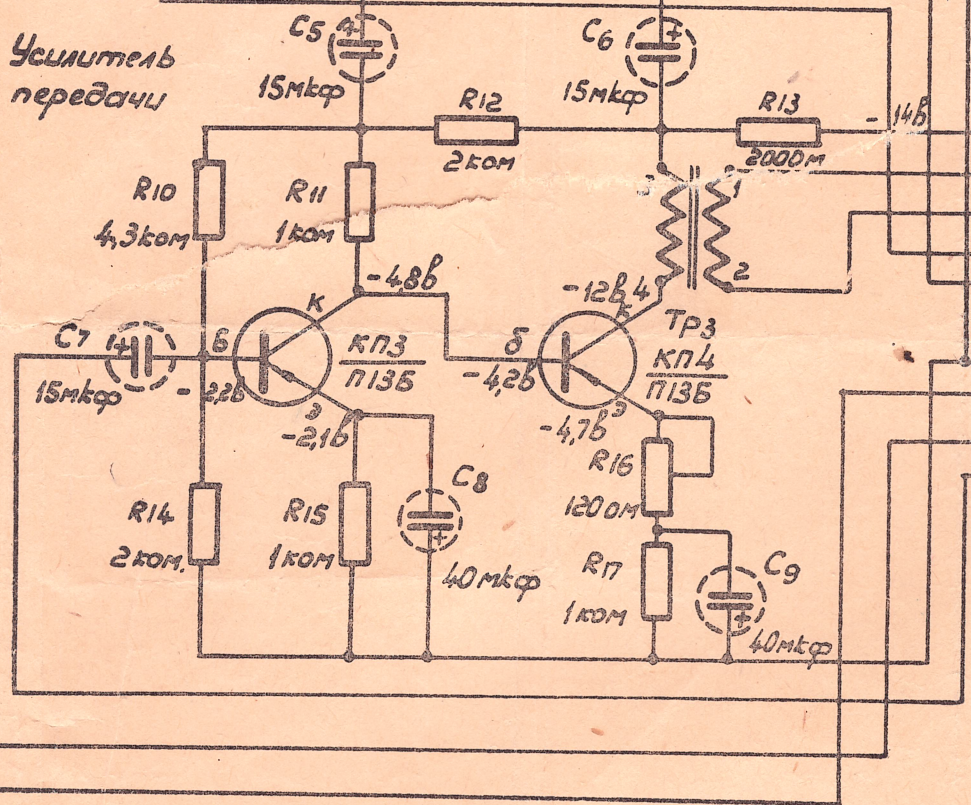 Усилитель
передачи
C5
15мкф
C6
15мкф
R12
2ком
R13
200ом
- 14в
R10
4,3ком
R11
1ком
3
1
-4,8в
-12в
4
2
К
К
Тр3
C7
15мкф
Б
-2,2в
КП3
П13Б
б
-4,2в
КП4
П13Б
Э
-2,1в
Э
-4,7в
R16
120ом
C8
40мкф
R14
2ком.
R15
1ком
R17
1ком
C9
40мкф